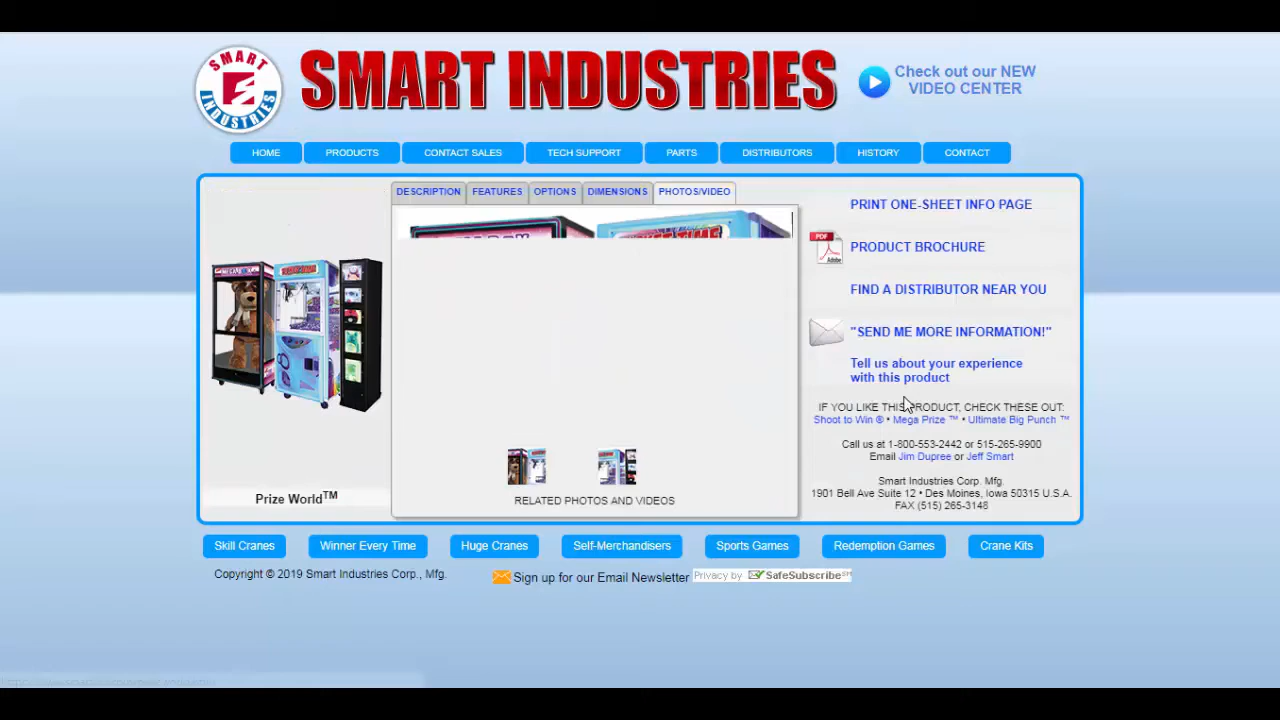 SMART INDUSTRIES
SMART INDUSTRIES
Check out our NEW
VIDEO CENTER
HOME PRODUCTS CONTACT SALES TECH SUPPORT PARTS DISTRIBUTORS HISTORY CONTACT
DESCRIPTION FEATURES OPTIONS DIMENSIONS PHOTOS/VIDEO
PRINT ONE-SHEET INFO PAGE
PDF
Adobe
PRODUCT BROCHURE
FIND A DISTRIBUTOR NEAR YOU
"SEND ME MORE INFORMATION!"
Tell us about your experience
with this product
IF YOU LIKE THIS PRODUCT, CHECK THESE OUT:
Shoot to Win ® • Mega Prize ™ • Ultimate Big Punch ™
Call us at 1-800-553-2442 or 515-265-9900
Email Jim Dupree or Jeff Smart
Smart Industries Corp. Mfg.
1901 Bell Ave Suite 12 • Des Moines, Iowa 50315 U.S.A.
FAX (515) 265-3148
Prize World™
RELATED PHOTOS AND VIDEOS
Skill Cranes Winner Every Time Huge Cranes Self-Merchandisers Sports Games Redemption Games Crane Kits
Copyright © 2019 Smart Industries Corp., Mfg.
Sign up for our Email Newsletter Privacy by SafeSubscribe℠